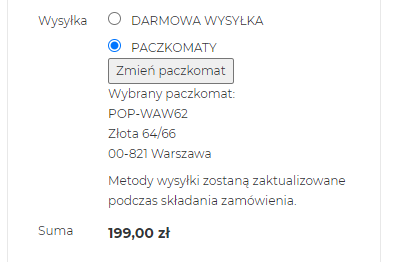 Wysyłka DARMOWA WYSYŁKA
PACZKOMATY
Zmień paczkomat
Wybrany paczkomat:
POP-WAW62
Złota 64/66
00-821 Warszawa
Metody wysyłki zostaną zaktualizowane
podczas składania zamówienia.
Suma 199,00 zł